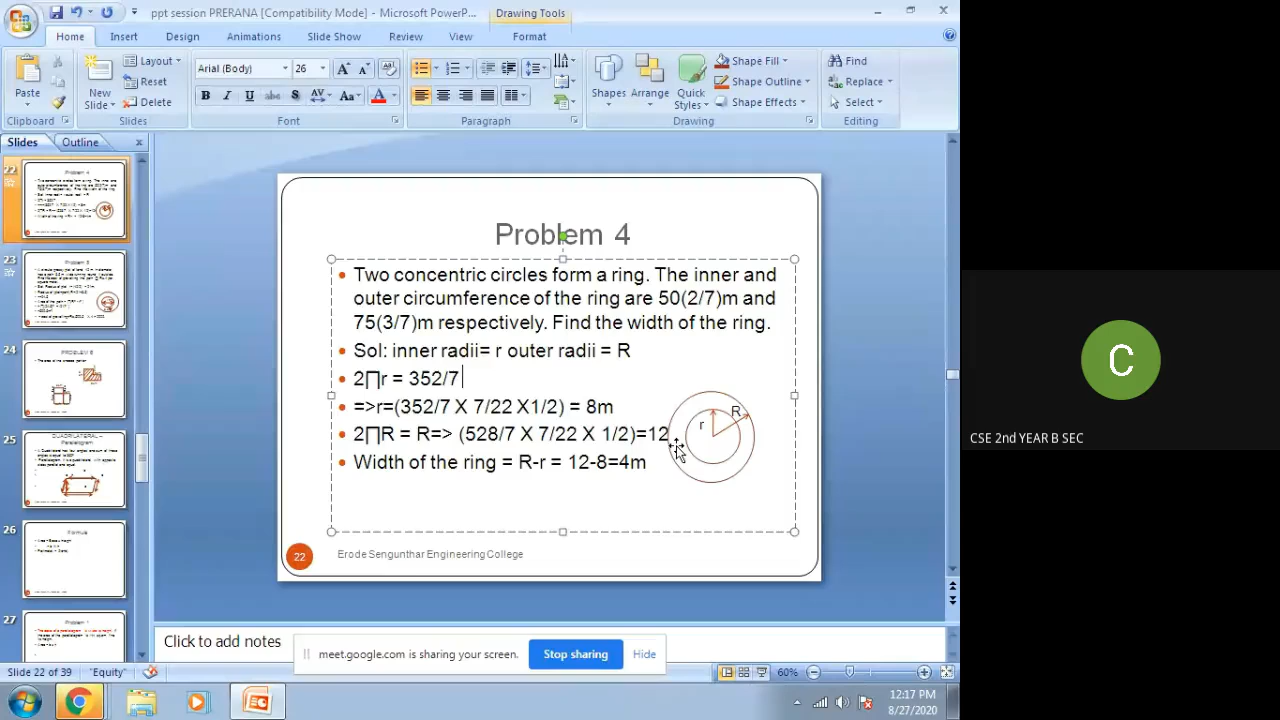 ppt session PRERANA [Compatibility Mode] - Microsoft PowerP...
Drawing Tools
Home Insert Design Animations Slide Show Review View Format
Paste
Clipboard
New
Slide
Layout
Reset
Delete
Slides
Arial (Body) 26
Font
Paragraph
Shapes
Arrange
Quick
Styles
Shape Fill
Shape Outline
Shape Effects
Drawing
Find
Replace
Select
Editing
Slides Outline
22
23
24
25
26
27
Problem 4
Two concentric circles form a ring. The inner and
outer circumference of the ring are 50(2/7)m and
75(3/7)m respectively. Find the width of the ring.
Sol: inner radii= r outer radii = R
2∏r = 352/7
=>r=(352/7 X 7/22 X1/2) = 8m
2∏R = R=> (528/7 X 7/22 X 1/2)=12
Width of the ring = R-r = 12-8=4m
R
r
22
Erode Sengunthar Engineering College
Click to add notes
meet.google.com is sharing your screen.
Stop sharing
Hide
Slide 22 of 39
"Equity"
60%
12:17 PM
8/27/2020
C
CSE 2nd YEAR B SEC